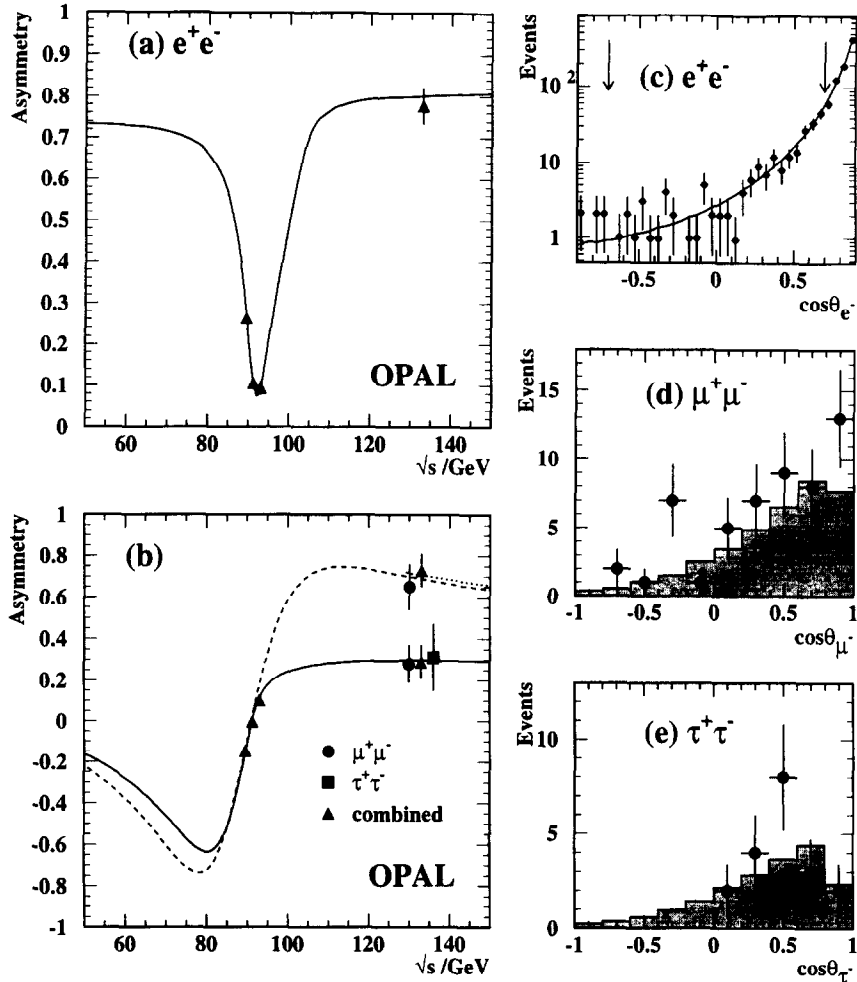 Asymmetry
1
0.9
0.8
0.7
0.6
0.5
0.4
0.3
0.2
0.1
0
(a) e⁺e⁻
OPAL
60 80 100 120 140
√s /GeV
Asymmetry
1
0.8
0.6
0.4
0.2
0
-0.2
-0.4
-0.6
-0.8
-1
(b)
μ⁺μ⁻
τ⁺τ⁻
combined
OPAL
60 80 100 120 140
√s /GeV
Events
10²
10
1
(c) e⁺e⁻
-0.5 0 0.5
cosθe⁻
Events
15
10
5
0
(d) μ⁺μ⁻
-1 -0.5 0 0.5 1
cosθμ⁻
Events
10
5
0
(e) τ⁺τ⁻
-1 -0.5 0 0.5 1
cosθτ⁻